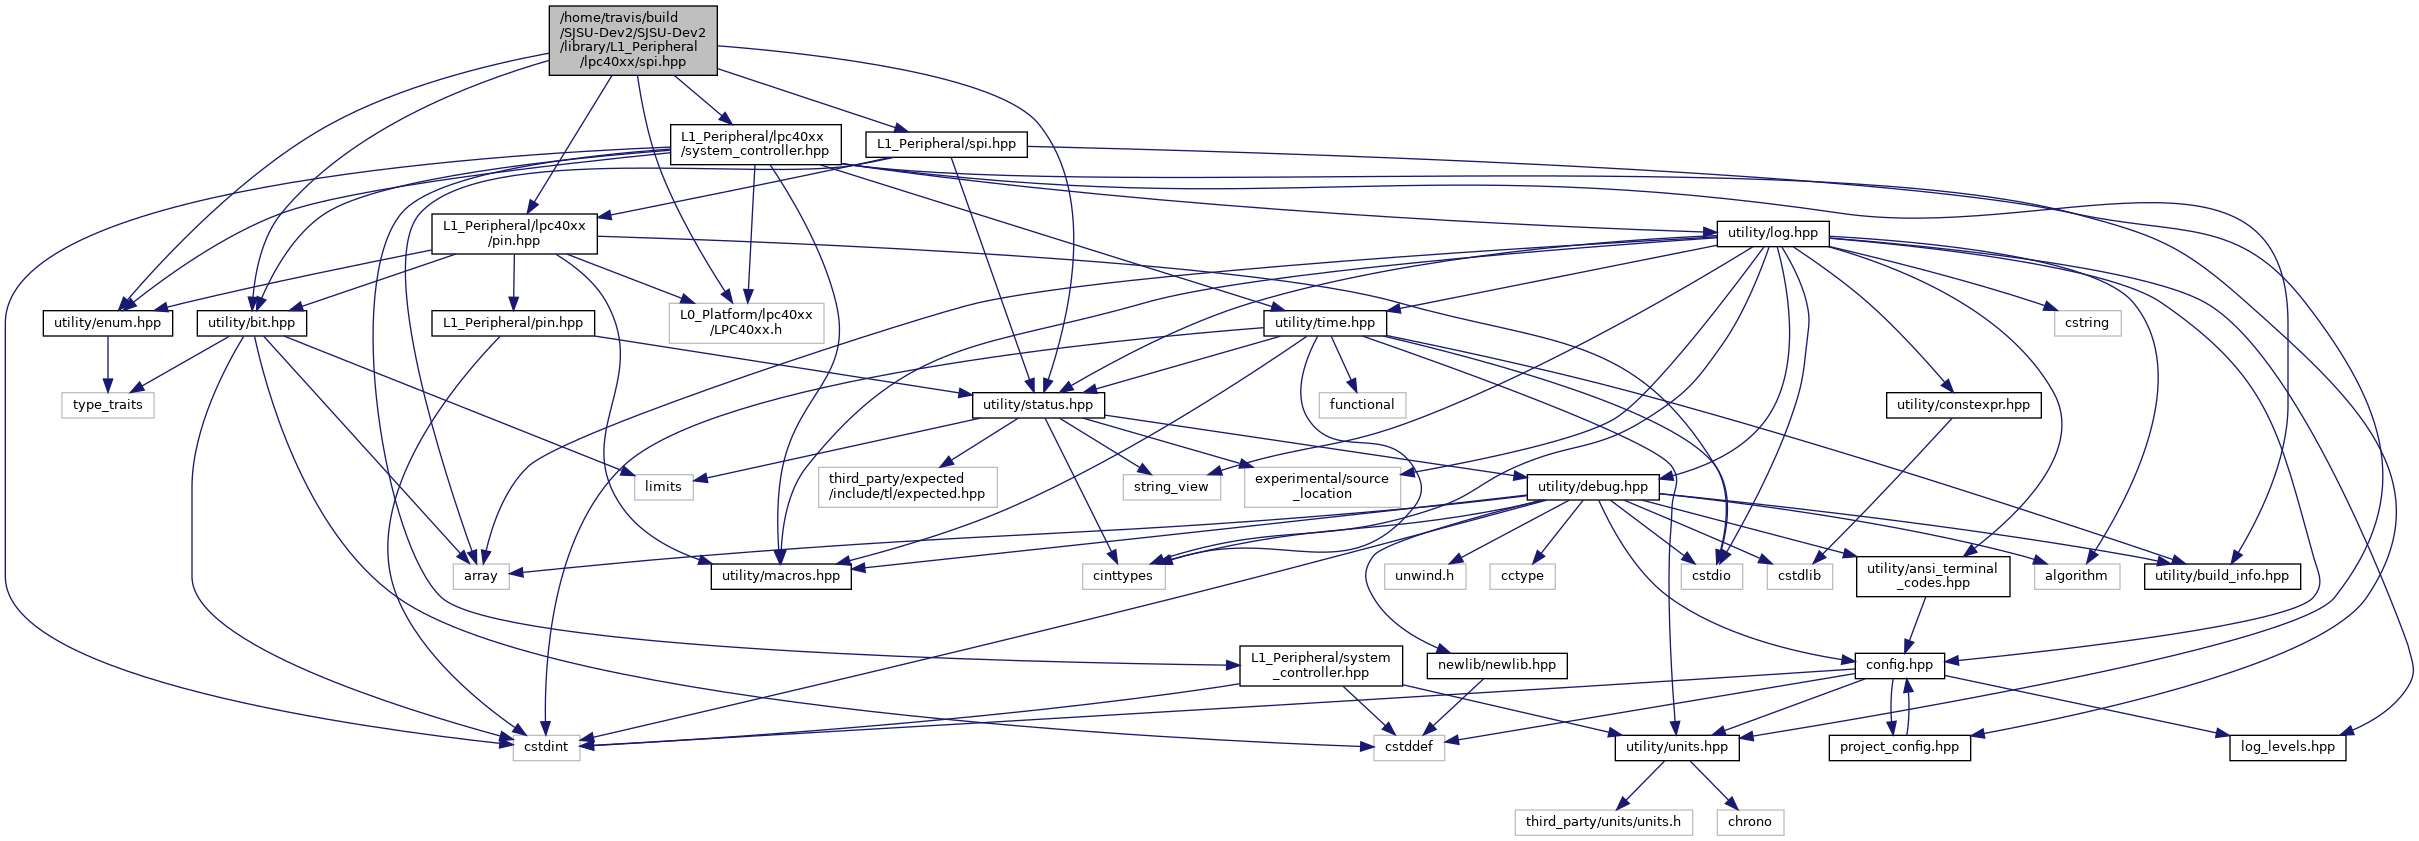 /home/travis/build
/SJSU-Dev2/SJSU-Dev2
/library/L1_Peripheral
/lpc40xx/spi.hpp
L1_Peripheral/lpc40xx
/system_controller.hpp
L1_Peripheral/spi.hpp
L1_Peripheral/lpc40xx
/pin.hpp
utility/log.hpp
utility/enum.hpp
utility/bit.hpp
L1_Peripheral/pin.hpp
L0_Platform/lpc40xx
/LPC40xx.h
utility/time.hpp
cstring
type_traits
utility/status.hpp
functional
utility/constexpr.hpp
limits
third_party/expected
/include/tl/expected.hpp
string_view
experimental/source
_location
utility/debug.hpp
array
utility/macros.hpp
cinttypes
unwind.h
cctype
cstdio
cstdlib
utility/ansi_terminal
_codes.hpp
algorithm
utility/build_info.hpp
L1_Peripheral/system
_controller.hpp
newlib/newlib.hpp
config.hpp
cstdint
cstddef
utility/units.hpp
project_config.hpp
log_levels.hpp
third_party/units/units.h
chrono